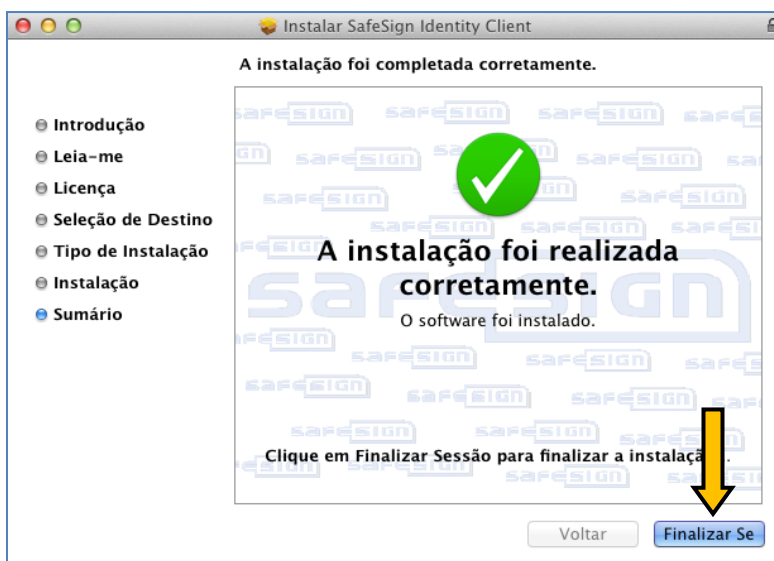 Instalar SafeSign Identity Client
A instalação foi completada corretamente.
Introdução
Leia-me
Licença
Seleção de Destino
Tipo de Instalação
Instalação
Sumário
safesign
A instalação foi realizada
corretamente.
O software foi instalado.
Clique em Finalizar Sessão para finalizar a
Voltar
Finalizar Se